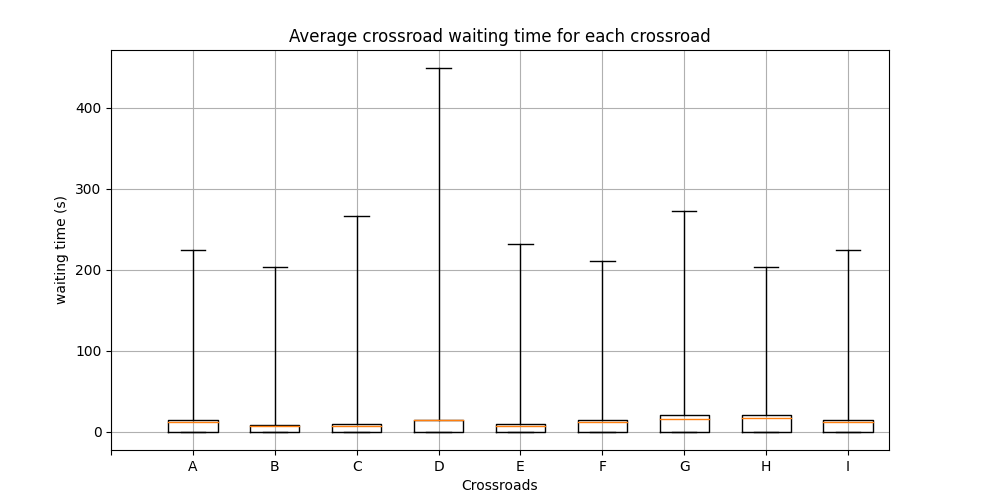 Average crossroad waiting time for each crossroad
400
300
200
100
0
waiting time (s)
A B C D E F G H I
Crossroads